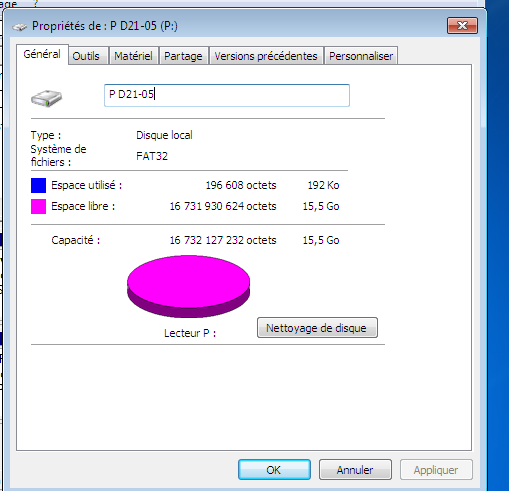 age ?
Propriétés de : P D21-05 (P:)
Général Outils Matériel Partage Versions précédentes Personnaliser
P D21-05
Type : Disque local
Système de
fichiers : FAT32
Espace utilisé : 196 608 octets 192 Ko
Espace libre : 16 731 930 624 octets 15,5 Go
Capacité : 16 732 127 232 octets 15,5 Go
Lecteur P :
Nettoyage de disque
OK Annuler Appliquer